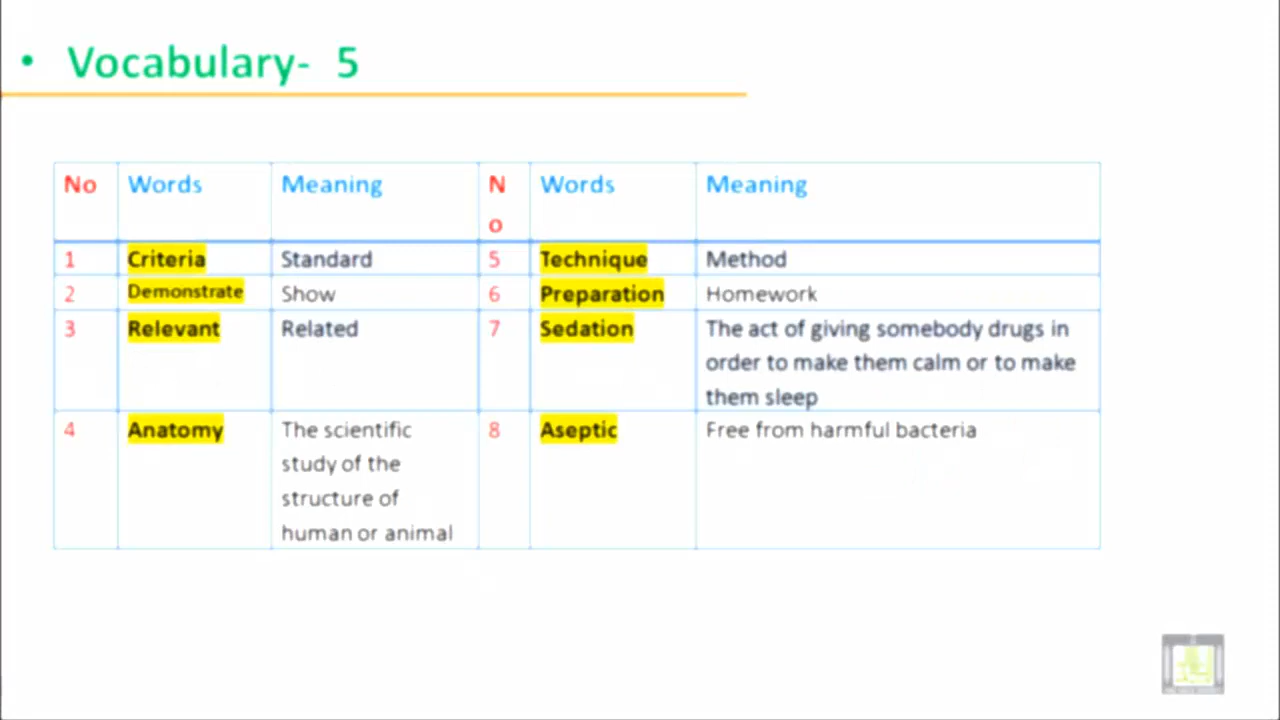 • Vocabulary- 5
No Words Meaning No Words Meaning
1 Criteria Standard 5 Technique Method
2 Demonstrate Show 6 Preparation Homework
3 Relevant Related 7 Sedation The act of giving somebody drugs in
order to make them calm or to make
them sleep
4 Anatomy The scientific 8 Aseptic Free from harmful bacteria
study of the
structure of
human or animal